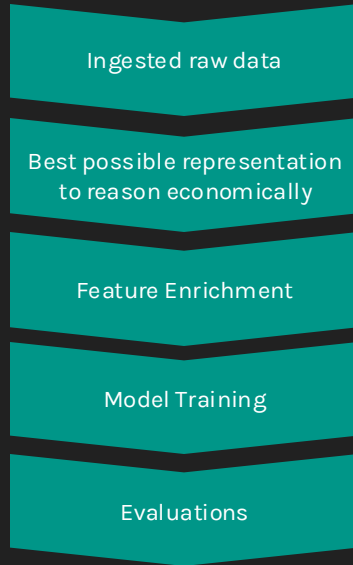 Ingested raw data
Best possible representation
to reason economically
Feature Enrichment
Model Training
Evaluations